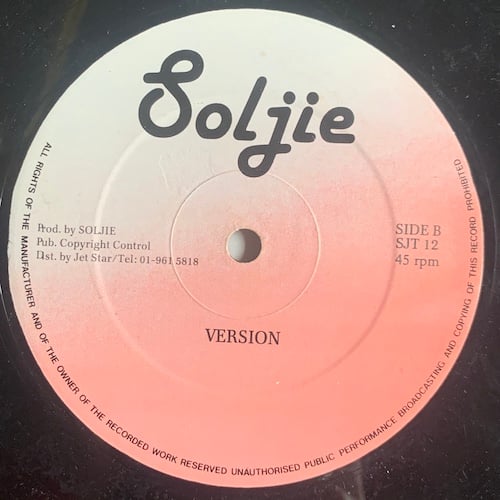 Soljie
Prod. by SOLJIE
Pub. Copyright Control
Dist. by Jet Star/Tel: 01-961 5818
SIDE B
SJT 12
45 rpm
VERSION
ALL RIGHTS OF THE MANUFACTURER AND OF THE OWNER OF THE RECORDED WORK RESERVED UNAUTHORISED PUBLIC PERFORMANCE BROADCASTING AND COPYING OF THIS RECORD PROHIBITED